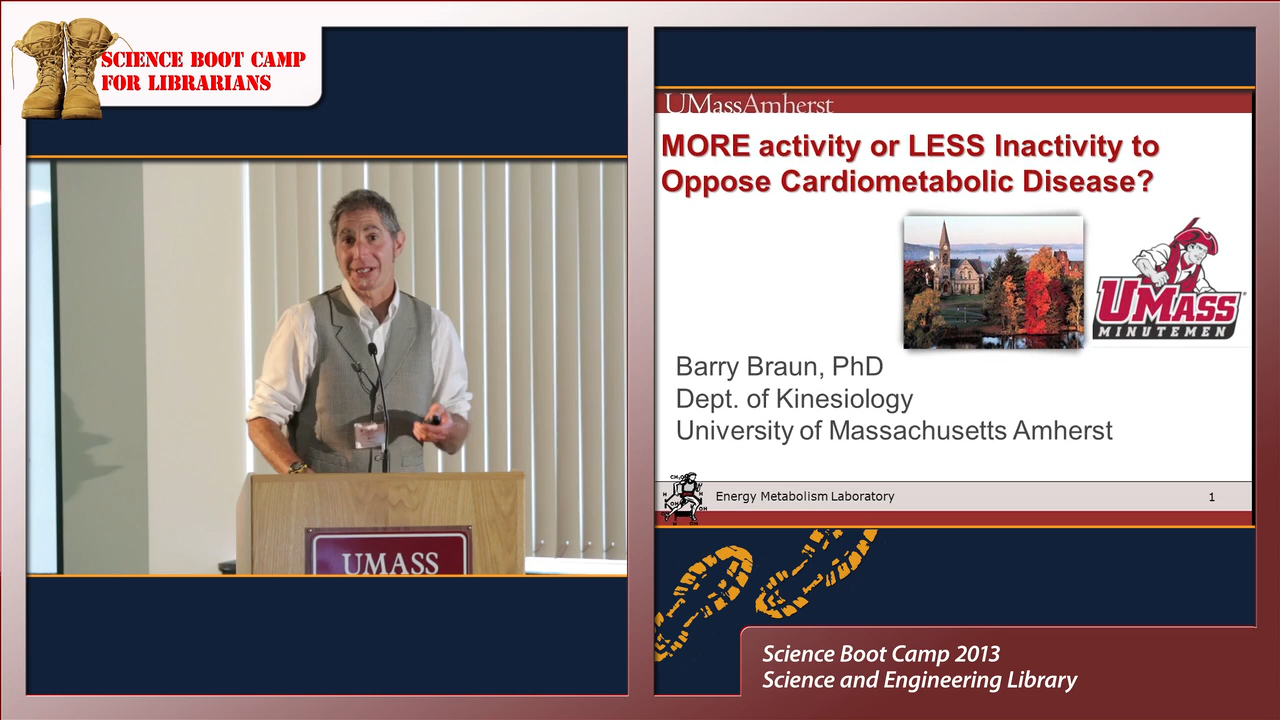 SCIENCE BOOT CAMP
FOR LIBRARIANS
UMASS
UMassAmherst
MORE activity or LESS Inactivity to
Oppose Cardiometabolic Disease?
UMASS
MINUTEMEN
Barry Braun, PhD
Dept. of Kinesiology
University of Massachusetts Amherst
Energy Metabolism Laboratory
1
Science Boot Camp 2013
Science and Engineering Library